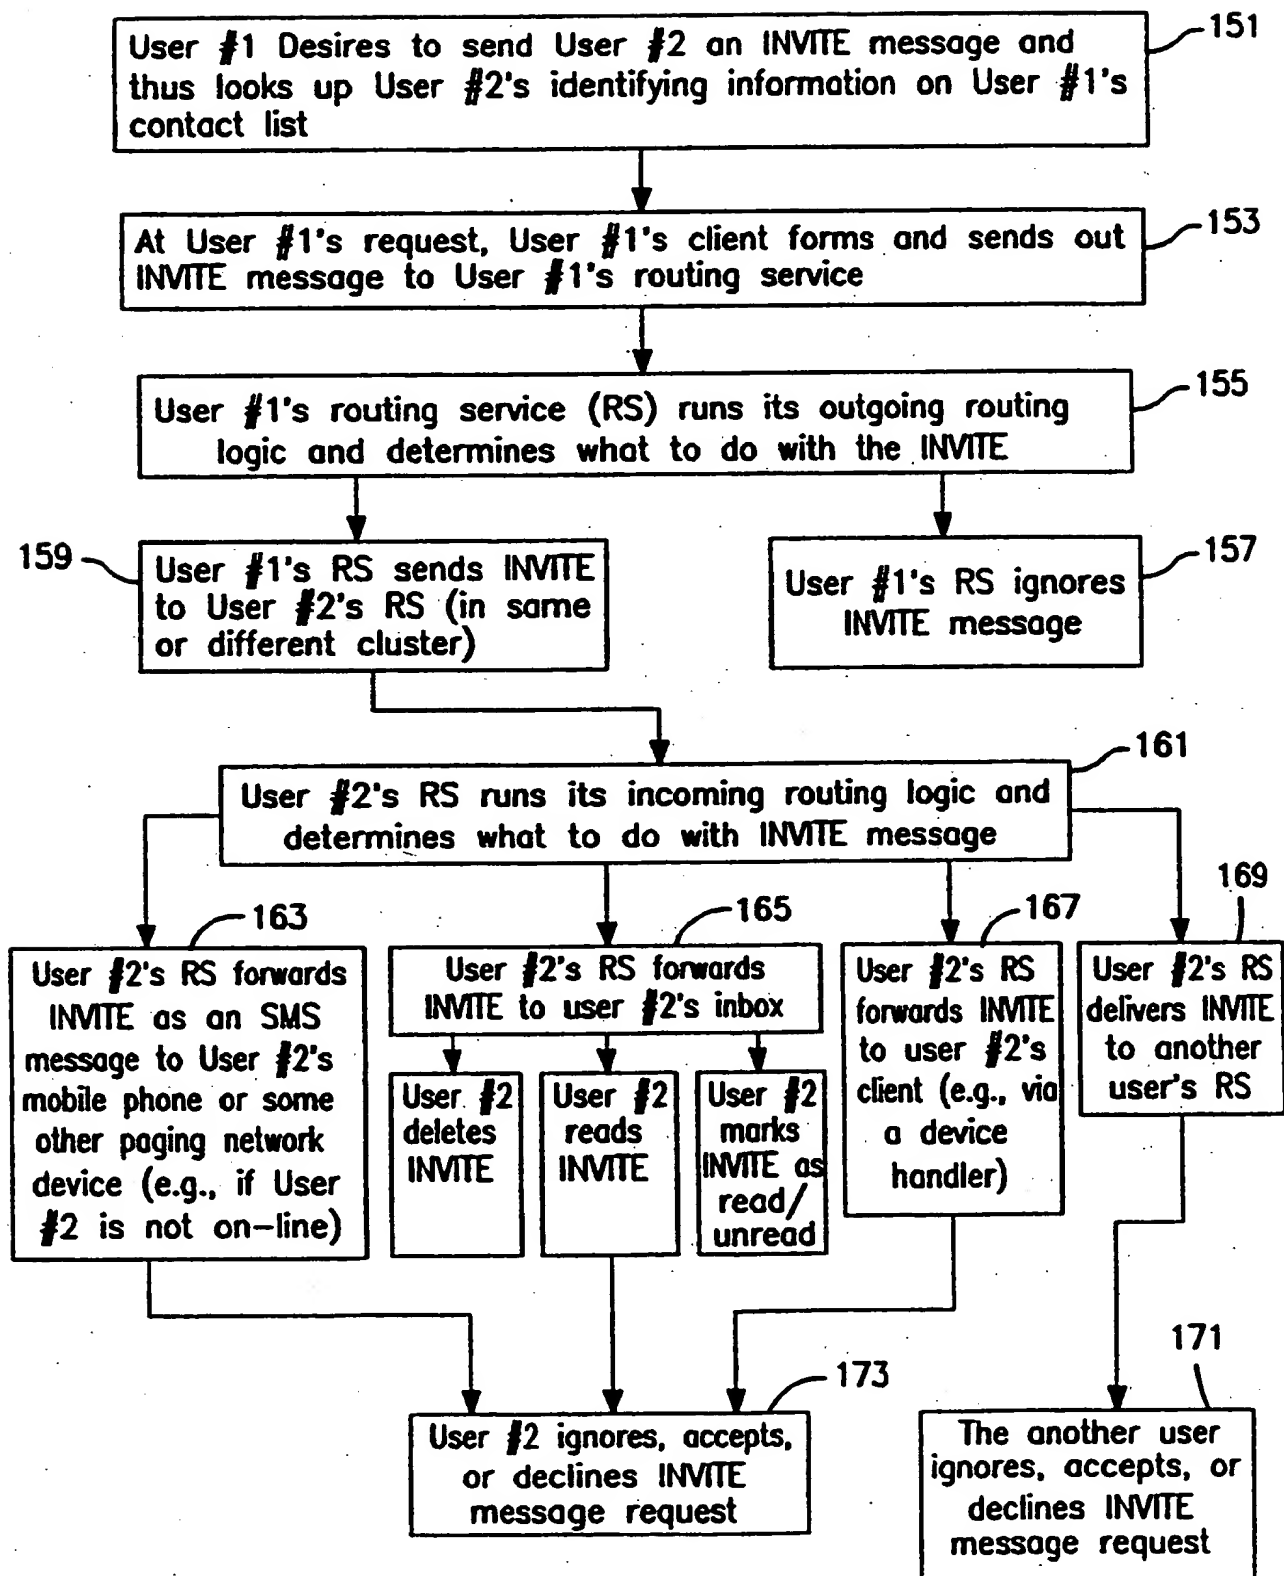 151
User #1 Desires to send User #2 an INVITE message and
thus looks up User #2's identifying information on User #1's
contact list
153
At User #1's request, User #1's client forms and sends out
INVITE message to User #1's routing service
155
User #1's routing service (RS) runs its outgoing routing
logic and determines what to do with the INVITE
159
User #1's RS sends INVITE
to User #2's RS (in same
or different cluster)
157
User #1's RS ignores
INVITE message
161
User #2's RS runs its incoming routing logic and
determines what to do with INVITE message
163
User #2's RS forwards
INVITE as an SMS
message to User #2's
mobile phone or some
other paging network
device (e.g., if User
#2 is not on-line)
165
User #2's RS forwards
INVITE to user #2's inbox
User #2
deletes
INVITE
User #2
reads
INVITE
User #2
marks
INVITE as
read/
unread
167
User #2's RS
forwards INVITE
to user #2's
client (e.g., via
a device
handler)
169
User #2's RS
delivers INVITE
to another
user's RS
173
User #2 ignores, accepts,
or declines INVITE
message request
171
The another user
ignores, accepts, or
declines INVITE
message request